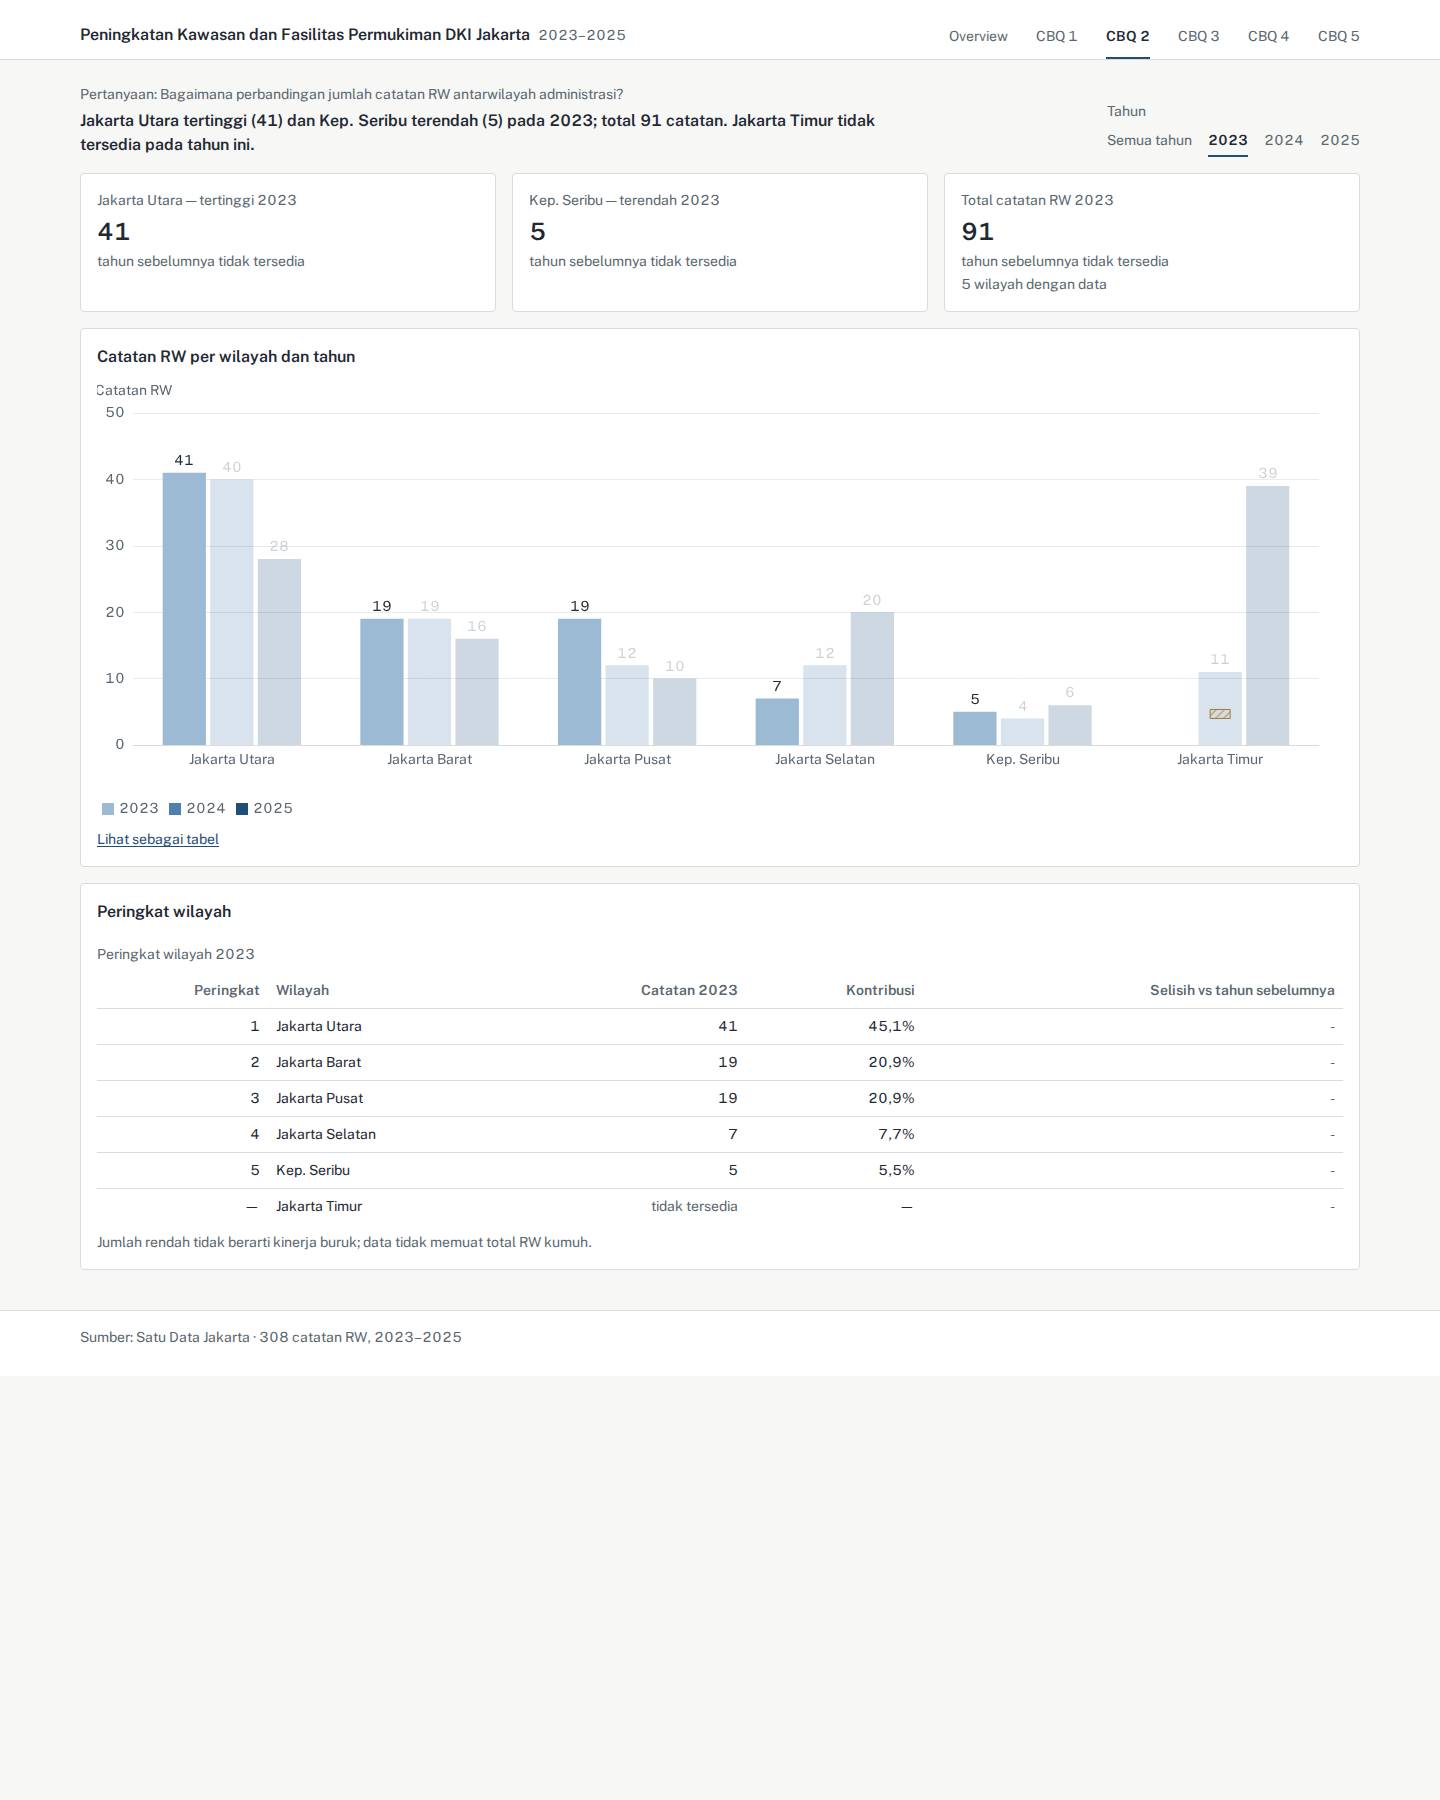 Peningkatan Kawasan dan Fasilitas Permukiman DKI Jakarta 2023–2025
Overview CBQ 1 CBQ 2 CBQ 3 CBQ 4 CBQ 5
Pertanyaan: Bagaimana perbandingan jumlah catatan RW antarwilayah administrasi?
Jakarta Utara tertinggi (41) dan Kep. Seribu terendah (5) pada 2023; total 91 catatan. Jakarta Timur tidak
tersedia pada tahun ini.
Tahun
Semua tahun 2023 2024 2025
Jakarta Utara — tertinggi 2023
41
tahun sebelumnya tidak tersedia
Kep. Seribu — terendah 2023
5
tahun sebelumnya tidak tersedia
Total catatan RW 2023
91
tahun sebelumnya tidak tersedia
5 wilayah dengan data
Catatan RW per wilayah dan tahun
Catatan RW
50
40
30
20
10
0
41 40 28
19 19 16
19 12 10
7 12 20
5 4 6
11 39
Jakarta Utara Jakarta Barat Jakarta Pusat Jakarta Selatan Kep. Seribu Jakarta Timur
2023 2024 2025
Lihat sebagai tabel
Peringkat wilayah
Peringkat wilayah 2023
Peringkat Wilayah Catatan 2023 Kontribusi Selisih vs tahun sebelumnya
1 Jakarta Utara 41 45,1% -
2 Jakarta Barat 19 20,9% -
3 Jakarta Pusat 19 20,9% -
4 Jakarta Selatan 7 7,7% -
5 Kep. Seribu 5 5,5% -
— Jakarta Timur tidak tersedia — -
Jumlah rendah tidak berarti kinerja buruk; data tidak memuat total RW kumuh.
Sumber: Satu Data Jakarta · 308 catatan RW, 2023–2025